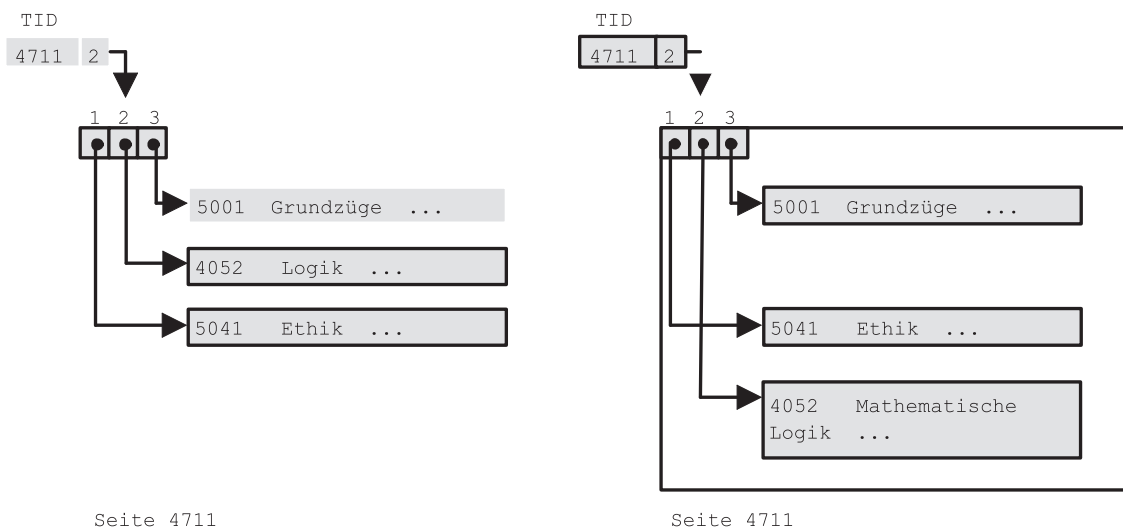 TID
4711 2
1 2 3
5001 Grundzüge ...
4052 Logik ...
5041 Ethik ...
Seite 4711
TID
4711 2
1 2 3
5001 Grundzüge ...
5041 Ethik ...
4052 Mathematische
Logik ...
Seite 4711